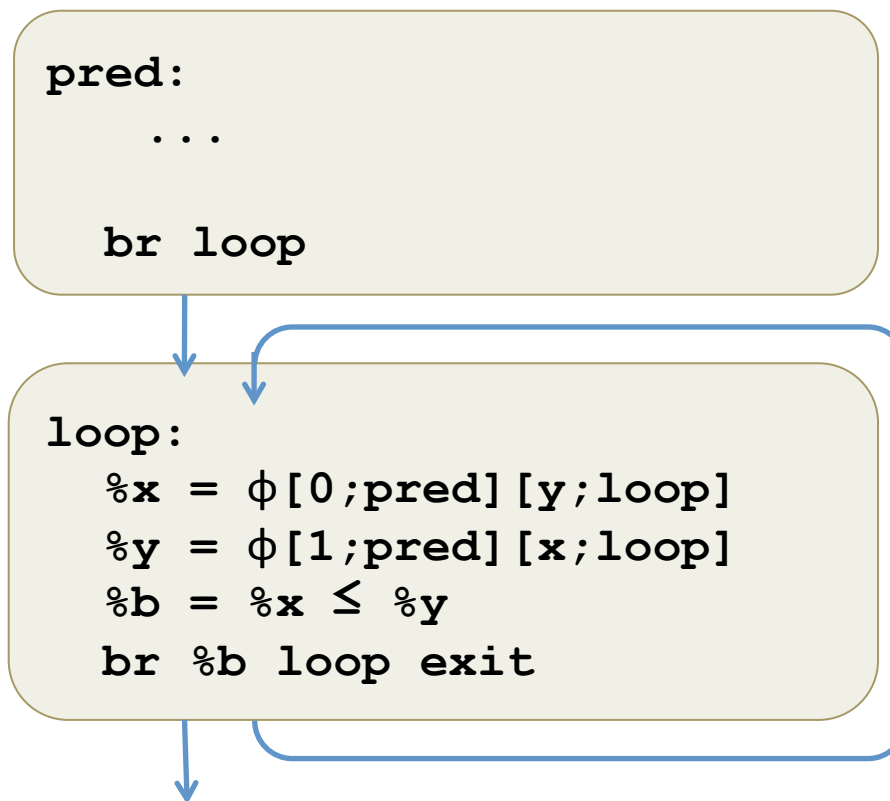 pred:
...
br loop
loop:
%x = ϕ[0;pred][y;loop]
%y = ϕ[1;pred][x;loop]
%b = %x ≤ %y
br %b loop exit